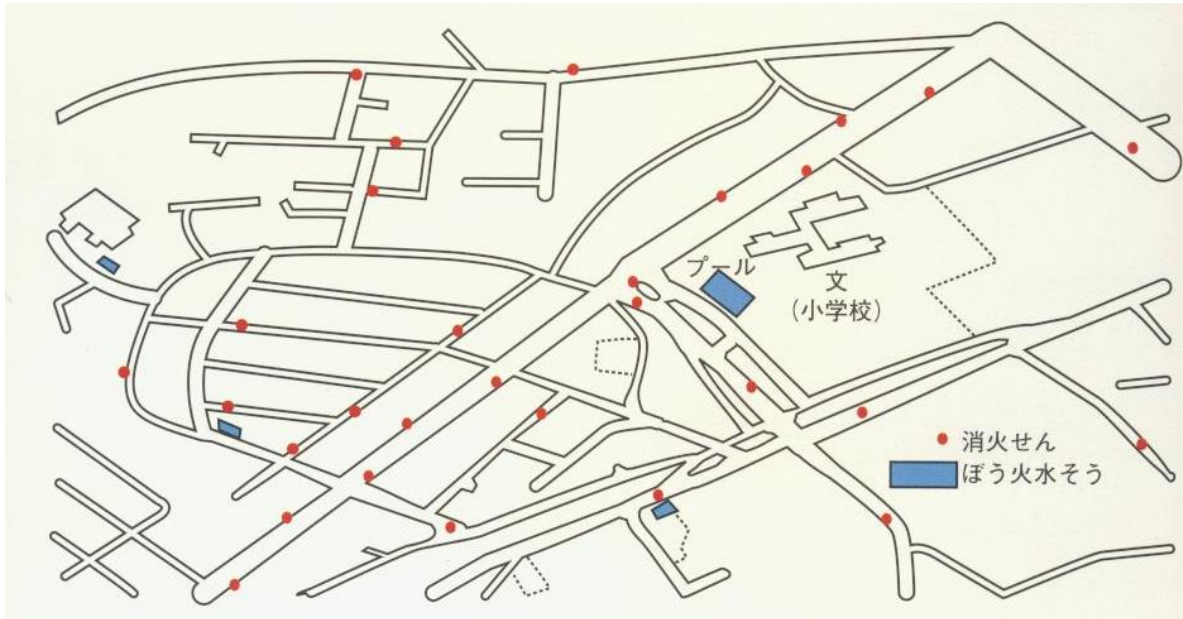 プール
文
(小学校)
消火せん
ぼう火水そう